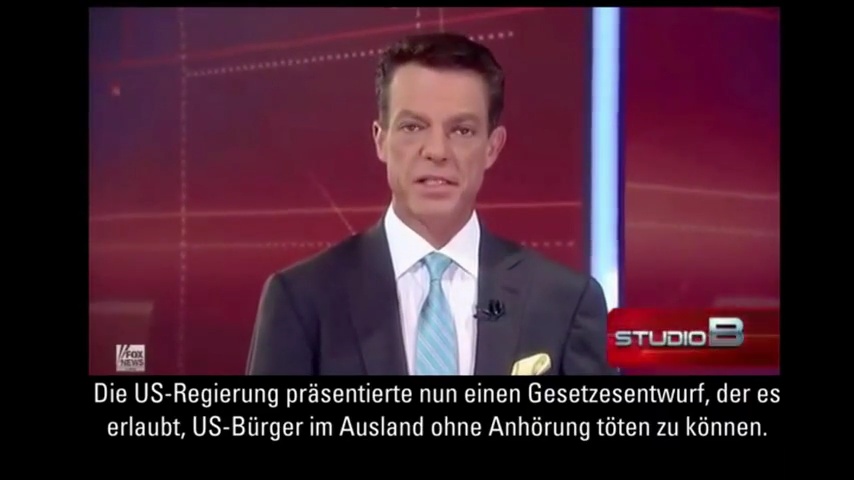 STUDIO B
FOX
NEWS
Die US-Regierung präsentierte nun einen Gesetzesentwurf, der es
erlaubt, US-Bürger im Ausland ohne Anhörung töten zu können.